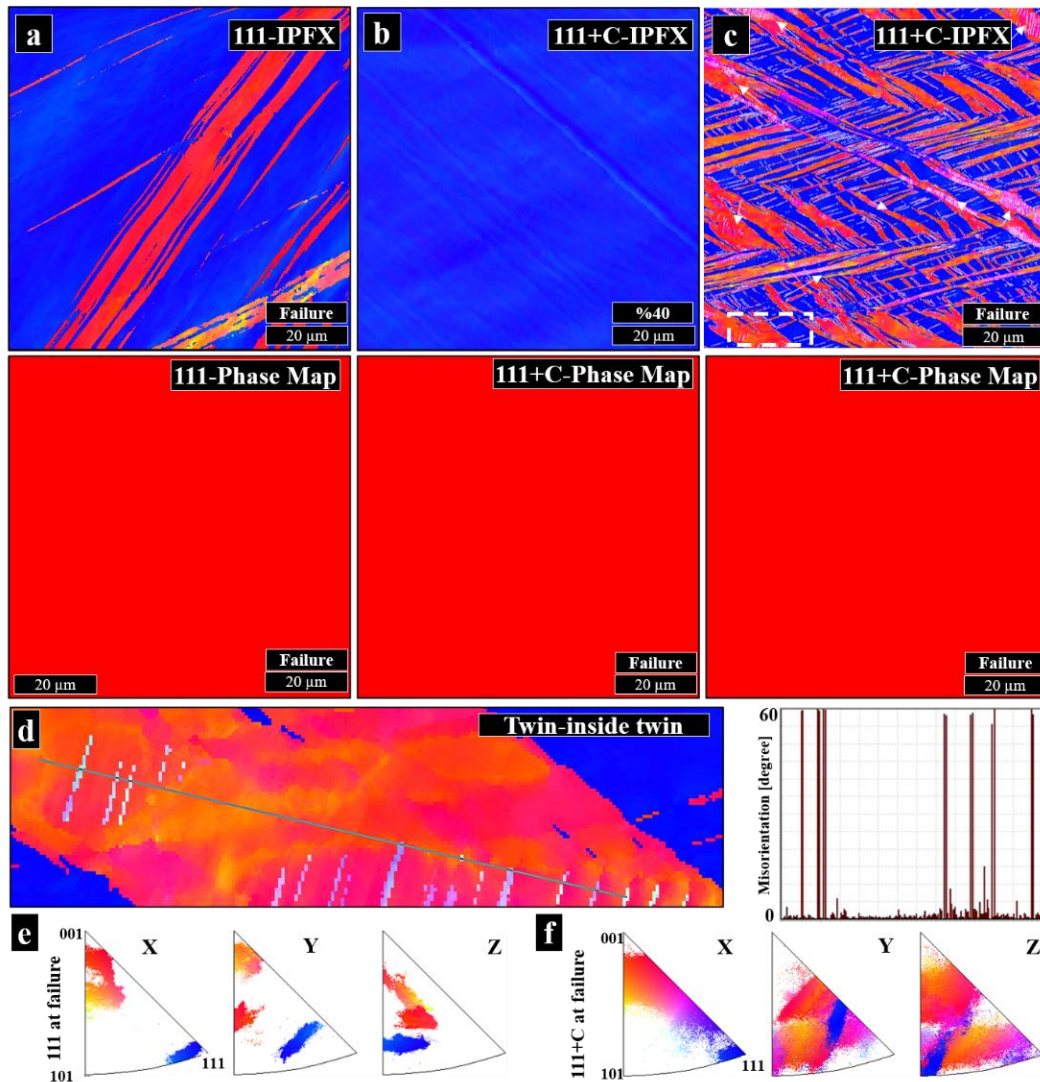 a
111-IPFX
Failure
20 µm
b
111+C-IPFX
%40
20 µm
c
111+C-IPFX
Failure
20 µm
111-Phase Map
20 µm
Failure
20 µm
111+C-Phase Map
Failure
20 µm
111+C-Phase Map
Failure
20 µm
d
Twin-inside twin
Misorientation [degree]
60
0
e
111 at failure
001
X
Y
Z
101
111
f
111+C at failure
001
X
Y
Z
101
111